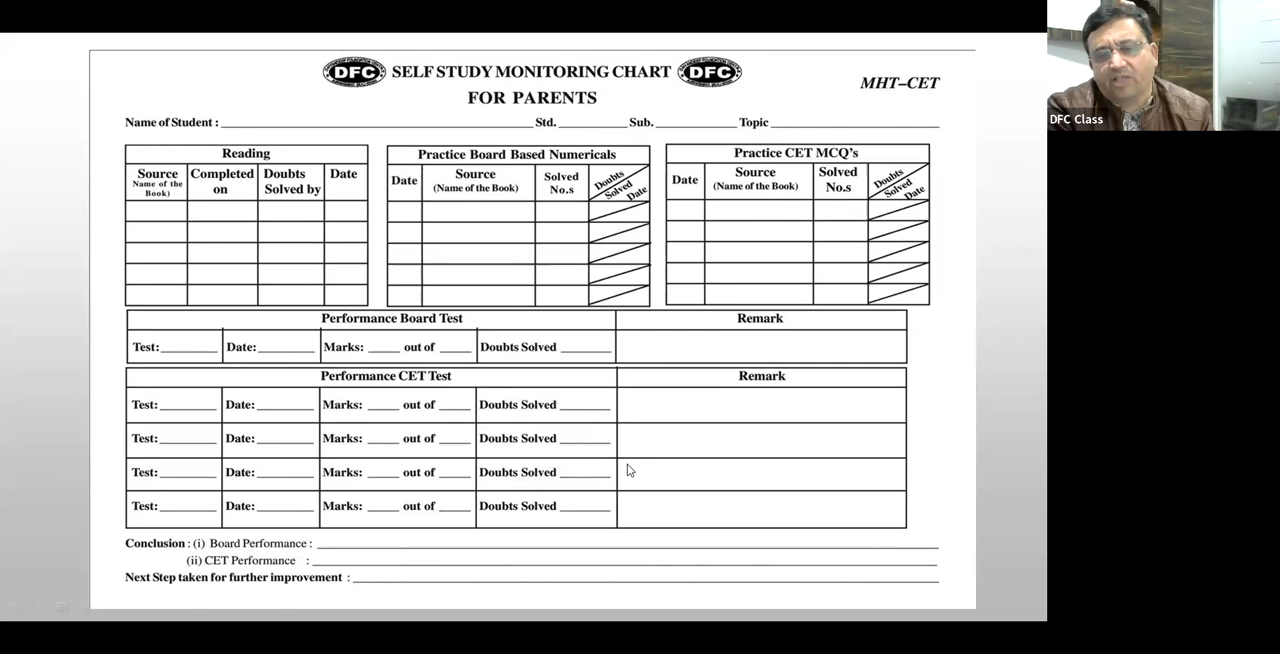 DFC SELF STUDY MONITORING CHART DFC
FOR PARENTS
MHT–CET
Name of Student : Std. Sub. Topic
Reading
Source Completed Doubts Date
Name of the on Solved by
Book)
Practice Board Based Numericals
Date Source Solved Doubts
(Name of the Book) No.s Solved
Date
Practice CET MCQ's
Date Source Solved Doubts
(Name of the Book) No.s Solved
Date
Performance Board Test Remark
Test: Date: Marks: out of Doubts Solved
Performance CET Test Remark
Test: Date: Marks: out of Doubts Solved
Test: Date: Marks: out of Doubts Solved
Test: Date: Marks: out of Doubts Solved
Test: Date: Marks: out of Doubts Solved
Conclusion : (i) Board Performance :
(ii) CET Performance :
Next Step taken for further improvement :
DFC Class